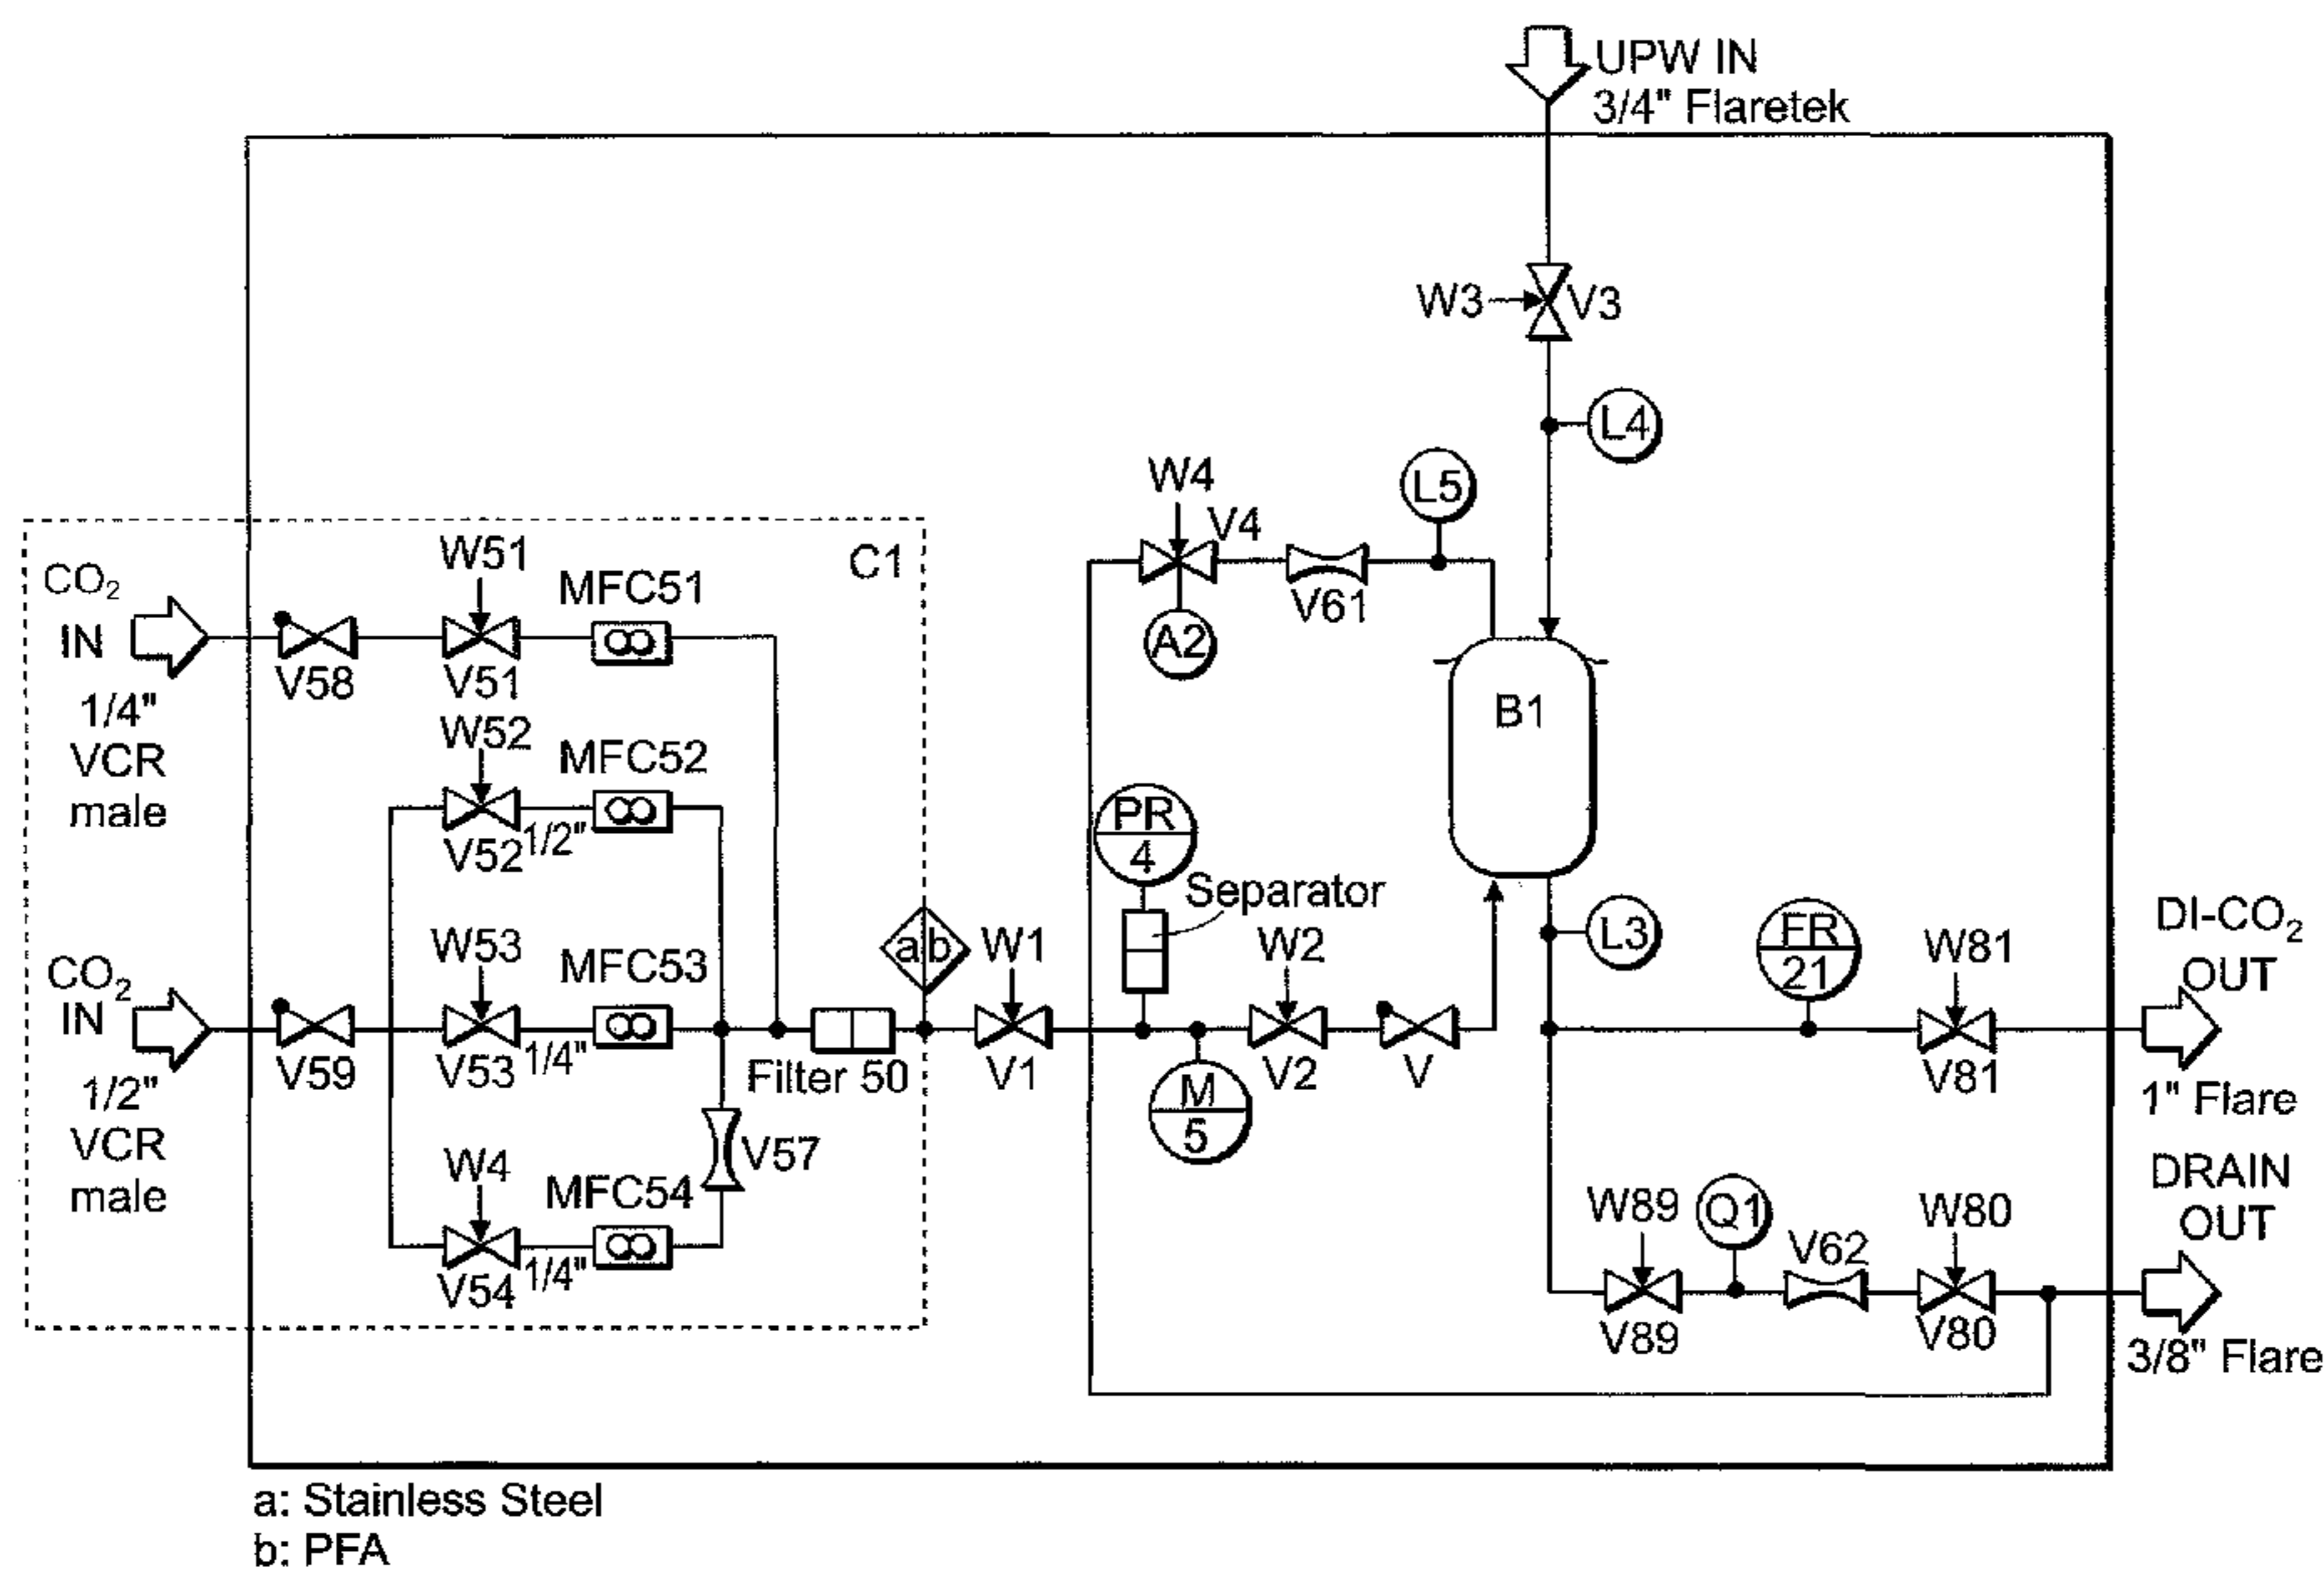 UPW IN
3/4" Flaretek
W3
V3
L4
W4
V4
L5
V61
A2
B1
C1
CO2
IN
1/4"
VCR
male
V58
W51
V51
MFC51
W52
V52
1/2"
MFC52
PR
4
Separator
CO2
IN
1/2"
VCR
male
V59
W53
V53
1/4"
MFC53
Filter 50
a b
W1
V1
M
5
W2
V2
V
L3
FR
21
W81
V81
DI-CO2
OUT
1" Flare
W4
V54
1/4"
MFC54
V57
W89
V89
Q1
V62
W80
V80
DRAIN
OUT
3/8" Flare
a: Stainless Steel
b: PFA